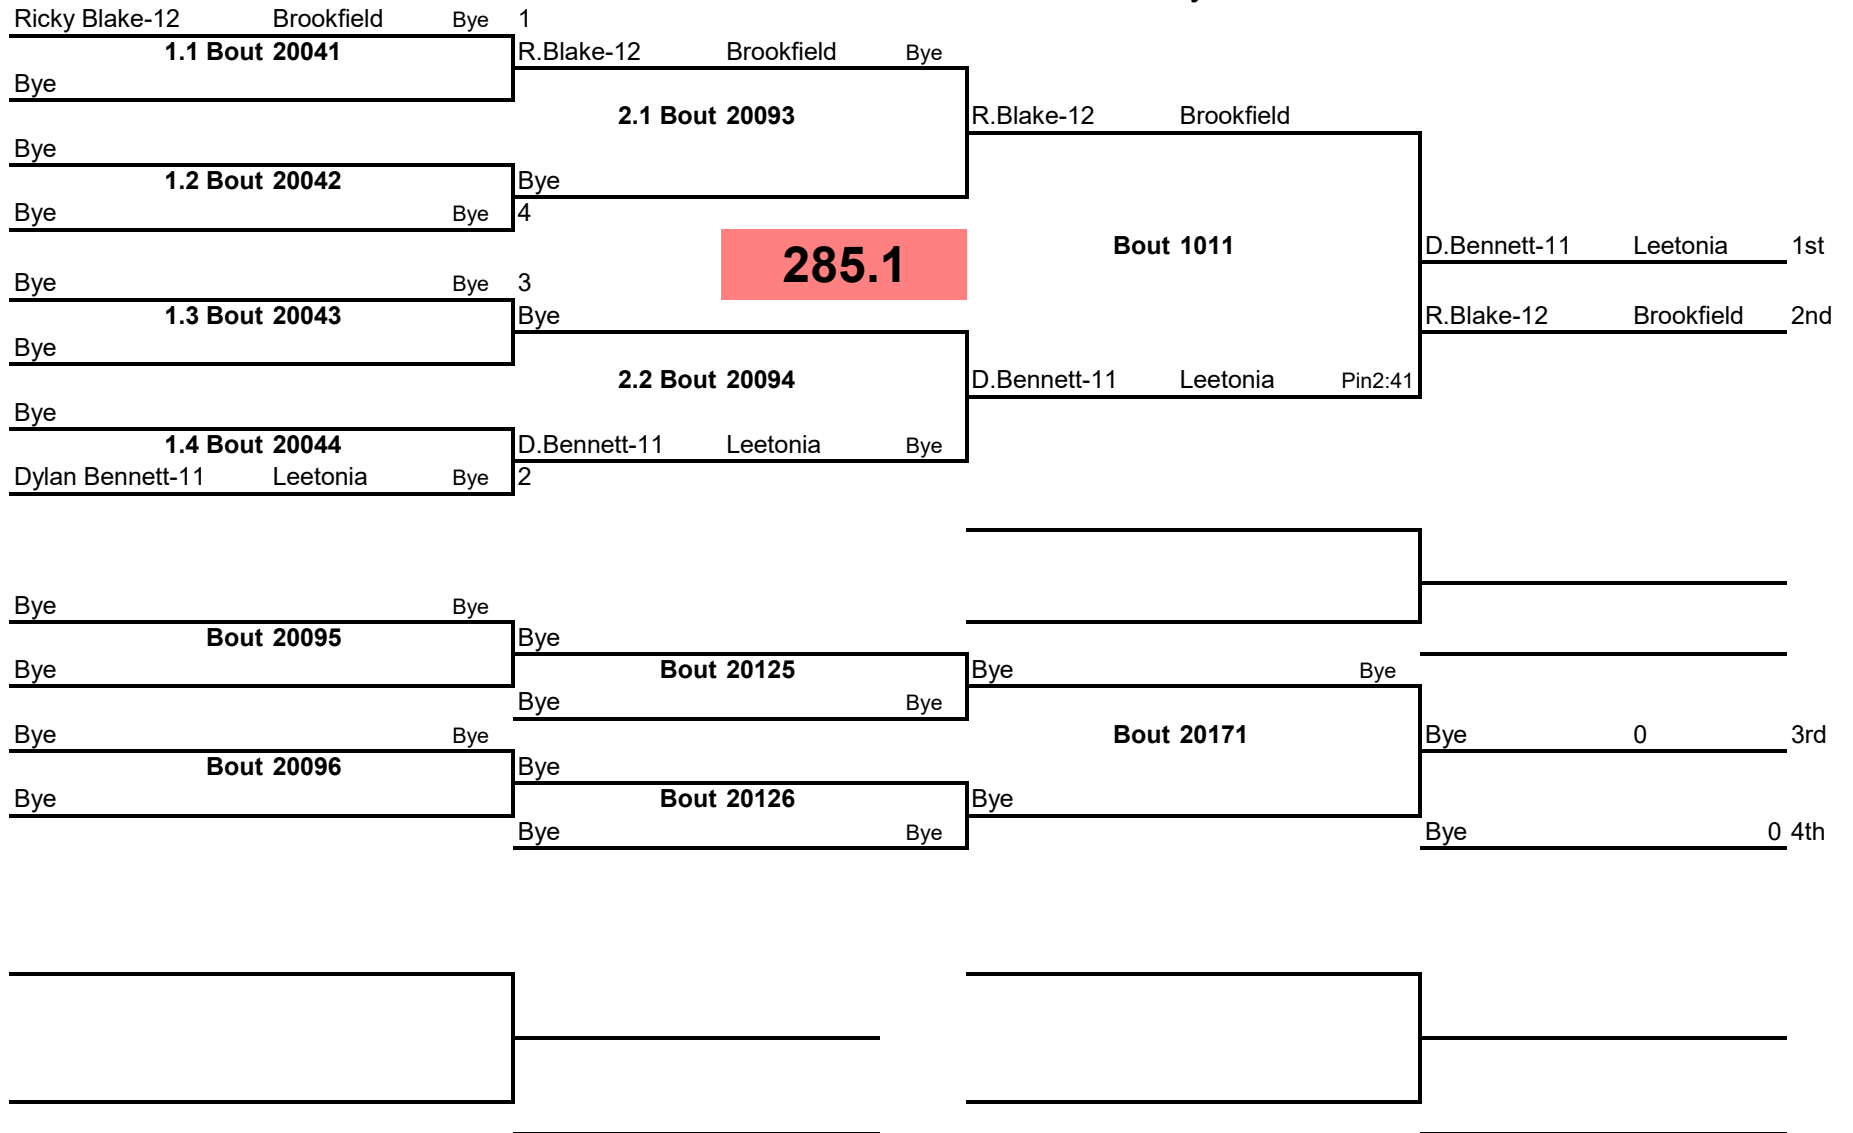 Ricky Blake-12 Brookfield Bye 1
1.1 Bout 20041 R.Blake-12 Brookfield Bye
Bye
2.1 Bout 20093 R.Blake-12 Brookfield
Bye
1.2 Bout 20042 Bye
Bye Bye 4
285.1 Bout 1011 D.Bennett-11 Leetonia 1st
Bye Bye 3
1.3 Bout 20043 Bye R.Blake-12 Brookfield 2nd
Bye
2.2 Bout 20094 D.Bennett-11 Leetonia Pin2:41
Bye
1.4 Bout 20044 D.Bennett-11 Leetonia Bye
Dylan Bennett-11 Leetonia Bye 2
Bye Bye
Bout 20095 Bye
Bye Bout 20125 Bye Bye
Bye Bye
Bye Bye Bout 20171 Bye 0 3rd
Bout 20096 Bye
Bye Bout 20126 Bye
Bye Bye Bye 0 4th